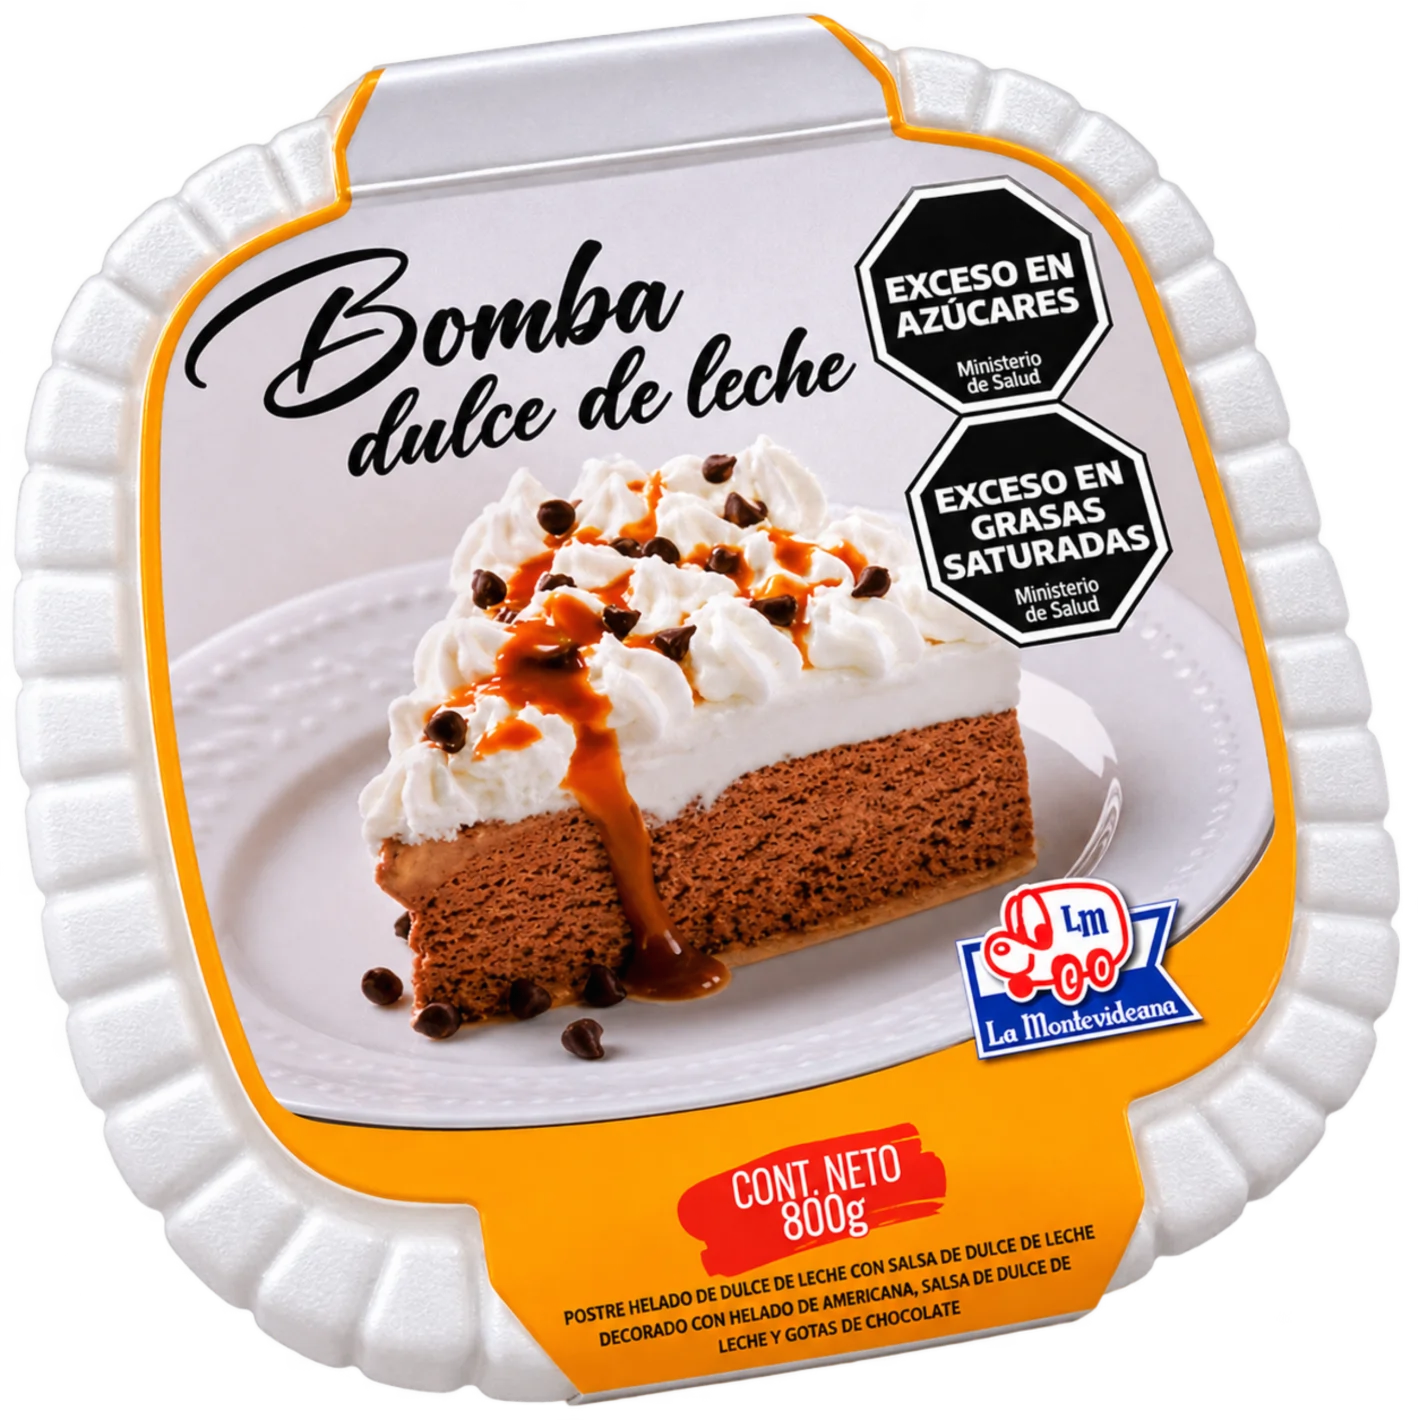 Bomba
dulce de leche
EXCESO EN
AZÚCARES
Ministerio
de Salud
EXCESO EN
GRASAS
SATURADAS
Ministerio
de Salud
Lm
La Montevideana
CONT. NETO
800g
POSTRE HELADO DE DULCE DE LECHE CON SALSA DE DULCE DE LECHE
DECORADO CON HELADO DE AMERICANA, SALSA DE DULCE DE
LECHE Y GOTAS DE CHOCOLATE